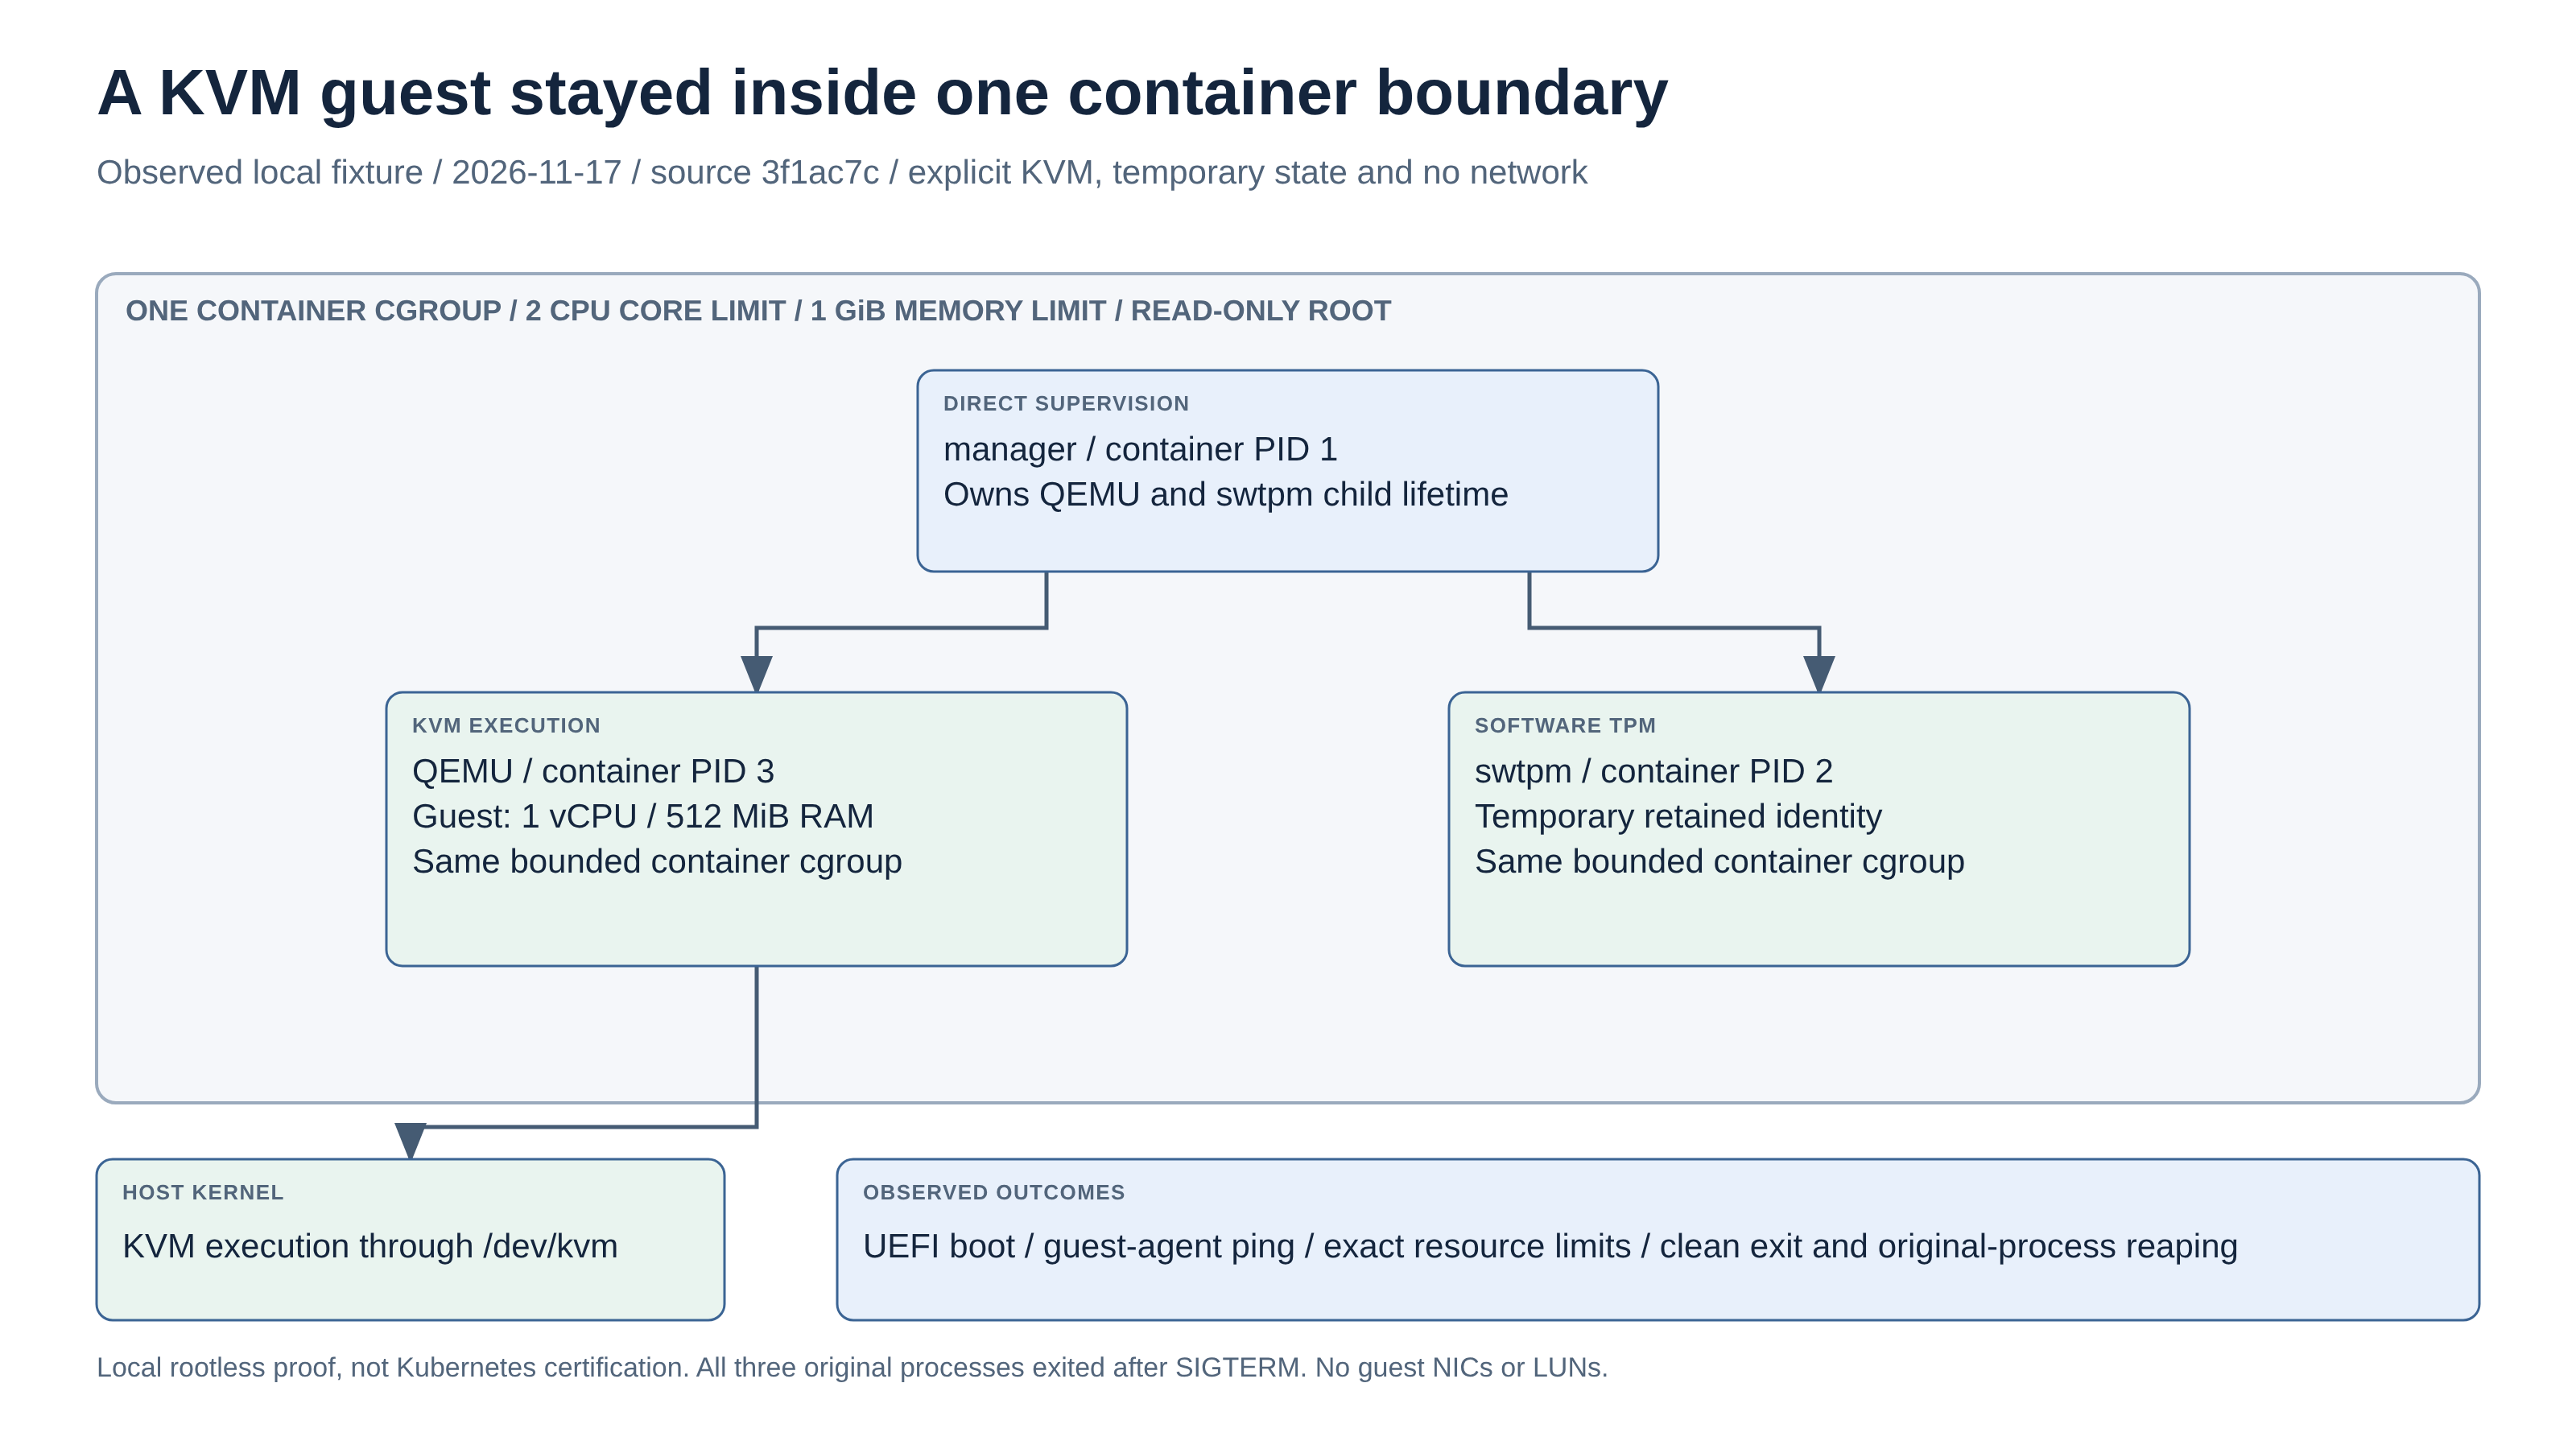 A KVM guest stayed inside one container boundary
Observed local fixture / 2026-11-17 / source 3f1ac7c / explicit KVM, temporary state and no network
ONE CONTAINER CGROUP / 2 CPU CORE LIMIT / 1 GiB MEMORY LIMIT / READ-ONLY ROOT
DIRECT SUPERVISION
manager / container PID 1
Owns QEMU and swtpm child lifetime
KVM EXECUTION
QEMU / container PID 3
Guest: 1 vCPU / 512 MiB RAM
Same bounded container cgroup
SOFTWARE TPM
swtpm / container PID 2
Temporary retained identity
Same bounded container cgroup
HOST KERNEL
KVM execution through /dev/kvm
OBSERVED OUTCOMES
UEFI boot / guest-agent ping / exact resource limits / clean exit and original-process reaping
Local rootless proof, not Kubernetes certification. All three original processes exited after SIGTERM. No guest NICs or LUNs.